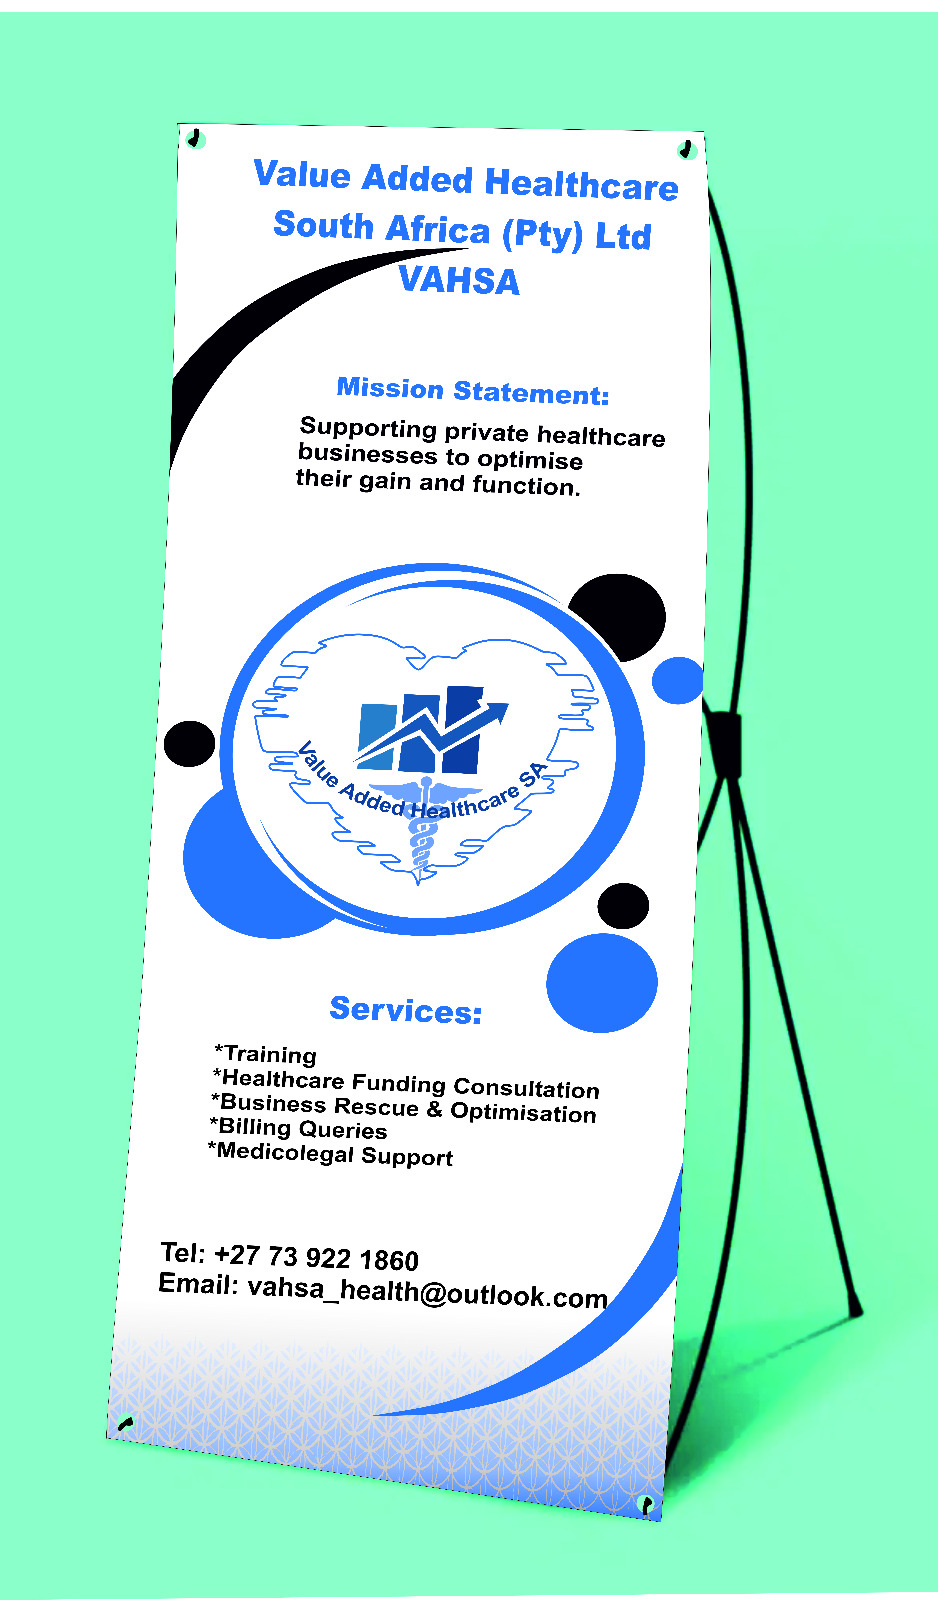 Value Added Healthcare
South Africa (Pty) Ltd
VAHSA
Mission Statement:
Supporting private healthcare
businesses to optimise
their gain and function.
Value Added Healthcare SA
Services:
*Training
*Healthcare Funding Consultation
*Business Rescue & Optimisation
*Billing Queries
*Medicolegal Support
Tel: +27 73 922 1860
Email: vahsa_health@outlook.com